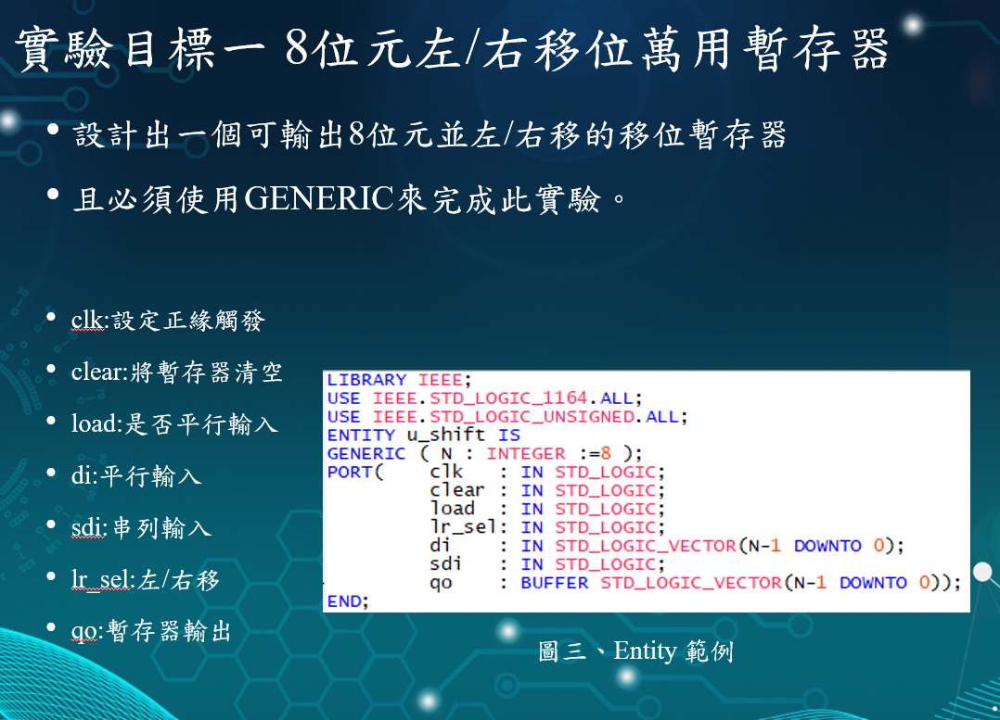 實驗目標一 8位元左/右移位萬用暫存器
• 設計出一個可輸出8位元並左/右移的移位暫存器
• 且必須使用GENERIC來完成此實驗。
• clk:設定正緣觸發
• clear:將暫存器清空
• load:是否平行輸入
• di:平行輸入
• sdi:串列輸入
• lr_sel:左/右移
• qo:暫存器輸出
LIBRARY IEEE;
USE IEEE.STD_LOGIC_1164.ALL;
USE IEEE.STD_LOGIC_UNSIGNED.ALL;
ENTITY u_shift IS
GENERIC ( N : INTEGER :=8 );
PORT( clk : IN STD_LOGIC;
clear : IN STD_LOGIC;
load : IN STD_LOGIC;
lr_sel: IN STD_LOGIC;
di : IN STD_LOGIC_VECTOR(N-1 DOWNTO 0);
sdi : IN STD_LOGIC;
qo : BUFFER STD_LOGIC_VECTOR(N-1 DOWNTO 0));
END;
圖三、Entity 範例